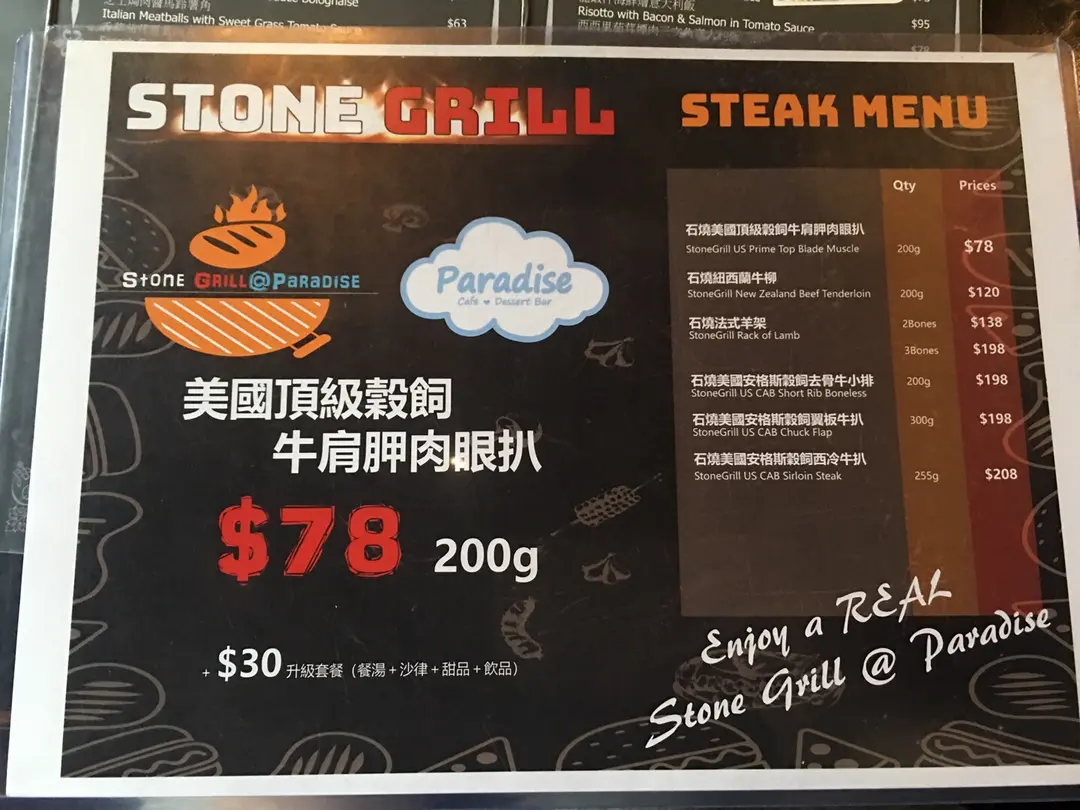 Italian Meatballs with Sweet Grass Tomato Sauce
$63
Risotto with Bacon & Salmon in Tomato Sauce
$95
STONE GRILL
STEAK MENU
STONE GRILL@PARADISE
Paradise
Cafe ♥ Dessert Bar
美國頂級穀飼
牛肩胛肉眼扒
$78 200g
+ $30 升級套餐（餐湯+沙律+甜品+飲品）
Qty Prices
石燒美國頂級穀飼牛肩胛肉眼扒
StoneGrill US Prime Top Blade Muscle 200g $78
石燒紐西蘭牛柳
StoneGrill New Zealand Beef Tenderloin 200g $120
石燒法式羊架 2Bones $138
StoneGrill Rack of Lamb
3Bones $198
石燒美國安格斯穀飼去骨牛小排 200g $198
StoneGrill US CAB Short Rib Boneless
石燒美國安格斯穀飼翼板牛扒 300g $198
StoneGrill US CAB Chuck Flap
石燒美國安格斯穀飼西冷牛扒
StoneGrill US CAB Sirloin Steak 255g $208
Enjoy a REAL
Stone Grill @ Paradise